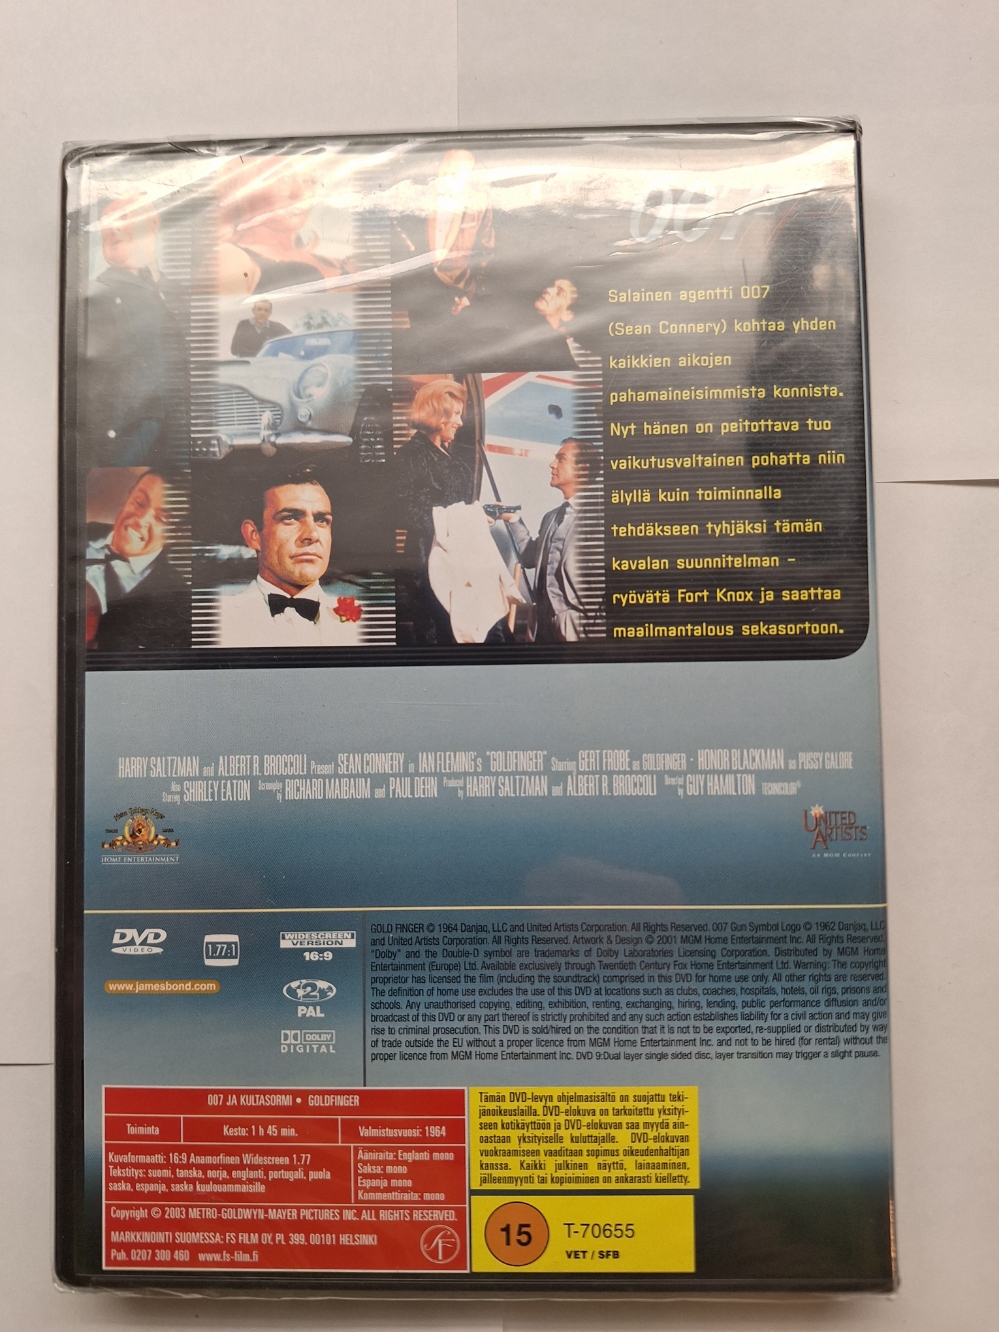 007
Salainen agentti 007
(Sean Connery) kohtaa yhden
kaikkien aikojen
pahamaineisimmista konnista.
Nyt hänen on peitottava tuo
vaikutusvaltainen pohatta niin
älyllä kuin toiminnalla
tehdäkseen tyhjäksi tämän
kavalan suunnitelman –
ryövätä Fort Knox ja saattaa
maailmantalous sekasortoon.
HARRY SALTZMAN and ALBERT R. BROCCOLI Present SEAN CONNERY in IAN FLEMING's "GOLDFINGER" Starring GERT FROBE as GOLDFINGER · HONOR BLACKMAN as PUSSY GALORE
Also Starring SHIRLEY EATON Screenplay by RICHARD MAIBAUM and PAUL DEHN Produced by HARRY SALTZMAN and ALBERT R. BROCCOLI Directed by GUY HAMILTON TECHNICOLOR®
HOME ENTERTAINMENT
UNITED
ARTISTS
AN MGM COMPANY
DVD
VIDEO
1.77:1
WIDESCREEN
VERSION
16:9
www.jamesbond.com
2
PAL
DOLBY
DIGITAL
GOLD FINGER © 1964 Danjaq, LLC and United Artists Corporation. All Rights Reserved. 007 Gun Symbol Logo © 1962 Danjaq, LLC
and United Artists Corporation. All Rights Reserved. Artwork & Design © 2001 MGM Home Entertainment Inc. All Rights Reserved.
"Dolby" and the Double-D symbol are trademarks of Dolby Laboratories Licensing Corporation. Distributed by MGM Home
Entertainment (Europe) Ltd. Available exclusively through Twentieth Century Fox Home Entertainment Ltd. Warning: The copyright
proprietor has licensed the film (including the soundtrack) comprised in this DVD for home use only. All other rights are reserved.
The definition of home use excludes the use of this DVD at locations such as clubs, coaches, hospitals, hotels, oil rigs, prisons and
schools. Any unauthorised copying, editing, exhibition, renting, exchanging, hiring, lending, public performance diffusion and/or
broadcast of this DVD or any part thereof is strictly prohibited and any such action establishes liability for a civil action and may give
rise to criminal prosecution. This DVD is sold/hired on the condition that it is not to be exported, re-supplied or distributed by way
of trade outside the EU without a proper licence from MGM Home Entertainment Inc. and not to be hired (for rental) without the
proper licence from MGM Home Entertainment Inc. DVD 9:Dual layer single sided disc, layer transition may trigger a slight pause.
007 JA KULTASORMI • GOLDFINGER
Toiminta
Kesto: 1 h 45 min.
Valmistusvuosi: 1964
Kuvaformaatti: 16:9 Anamorfinen Widescreen 1.77
Tekstitys: suomi, tanska, norja, englanti, portugali, puola
saska, espanja, saska kuulouammaisille
Ääniraita: Englanti mono
Saksa: mono
Espanja mono
Kommenttiraita: mono
Copyright © 2003 METRO-GOLDWYN-MAYER PICTURES INC. ALL RIGHTS RESERVED.
MARKKINOINTI SUOMESSA: FS FILM OY, PL 399, 00101 HELSINKI
Puh. 0207 300 460 www.fs-film.fi
SF
Tämän DVD-levyn ohjelmasisältö on suojattu teki-
jänoikeuslailla. DVD-elokuva on tarkoitettu yksityi-
seen kotikäyttöön ja DVD-elokuvan saa myydä ain-
oastaan yksityiselle kuluttajalle. DVD-elokuvan
vuokraamiseen vaaditaan sopimus oikeudenhaltijan
kanssa. Kaikki julkinen näyttö, lainaaminen,
jälleenmyynti tai kopioiminen on ankarasti kielletty.
15
T-70655
VET / SFB